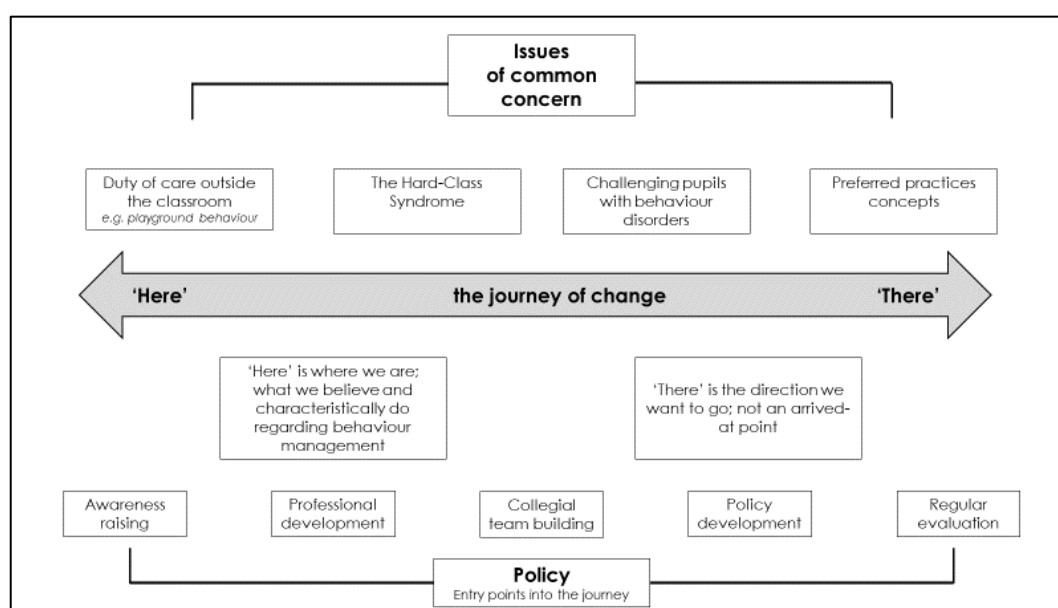 Issues
of common
concern
Duty of care outside
the classroom
e.g. playground behaviour
The Hard-Class
Syndrome
Challenging pupils
with behaviour
disorders
Preferred practices
concepts
'Here'
the journey of change
'There'
'Here' is where we are;
what we believe and
characteristically do
regarding behaviour
management
'There' is the direction we
want to go; not an arrived-
at point
Awareness
raising
Professional
development
Collegial
team building
Policy
development
Regular
evaluation
Policy
Entry points into the journey